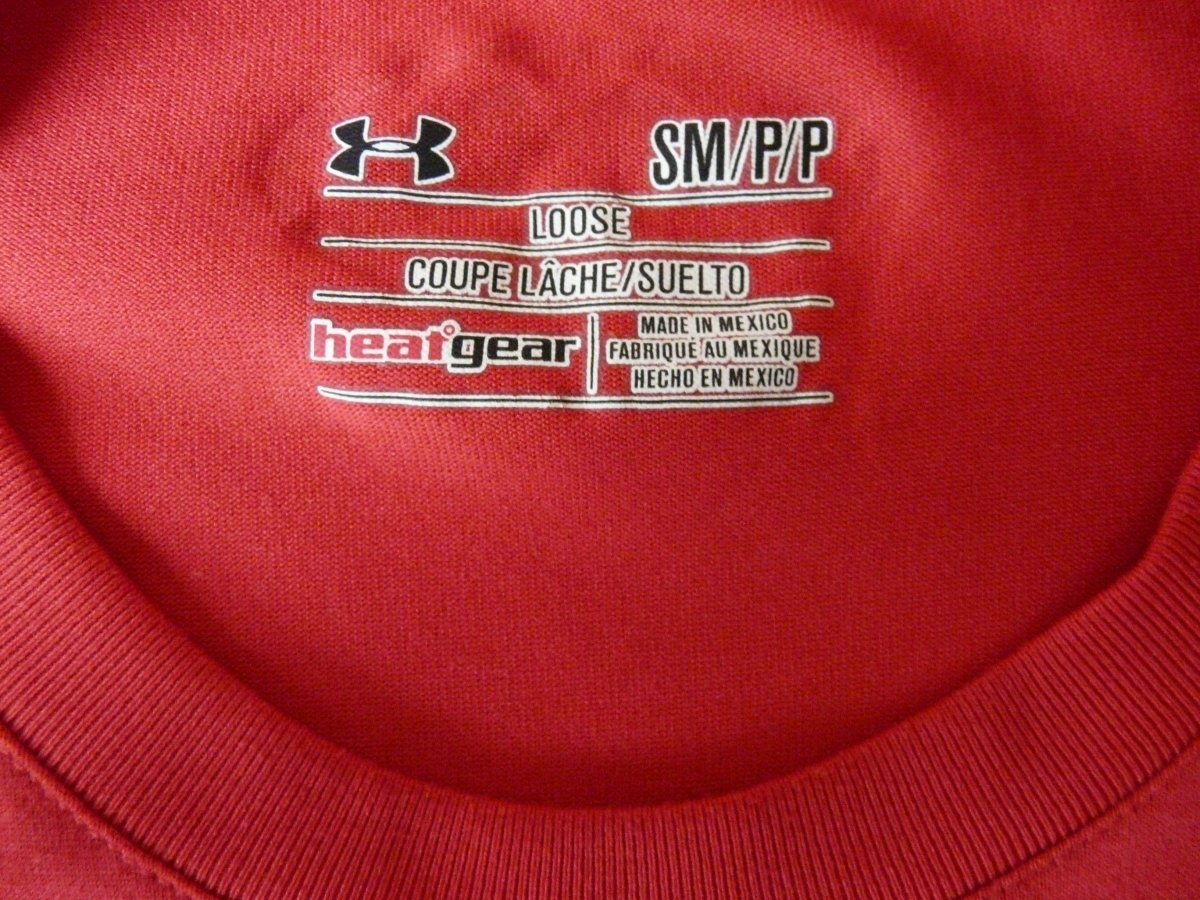 SM/P/P
LOOSE
COUPE LÂCHE/SUELTO
heatgear
MADE IN MEXICO
FABRIQUÉ AU MEXIQUE
HECHO EN MEXICO